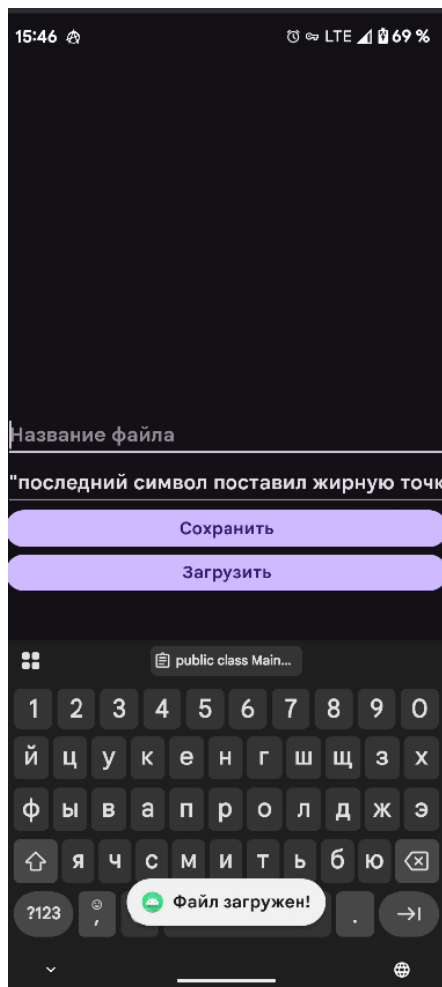 15:46 LTE 69 %
Название файла
"последний символ поставил жирную точк
Сохранить
Загрузить
public class Main...
1 2 3 4 5 6 7 8 9 0
й ц у к е н г ш щ з х
ф ы в а п р о л д ж э
я ч с м и т ь б ю
?123 , .
Файл загружен!